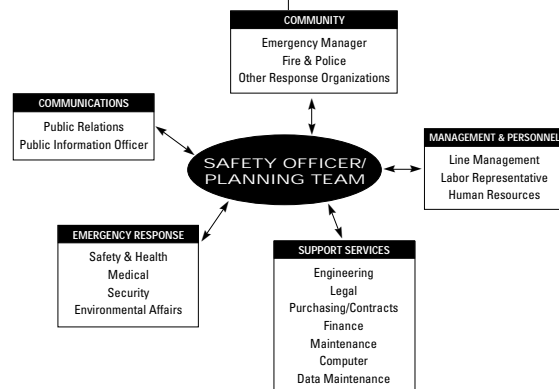 COMMUNITY
Emergency Manager
Fire & Police
Other Response Organizations
COMMUNICATIONS
Public Relations
Public Information Officer
MANAGEMENT & PERSONNEL
Line Management
Labor Representative
Human Resources
SAFETY OFFICER/
PLANNING TEAM
EMERGENCY RESPONSE
Safety & Health
Medical
Security
Environmental Affairs
SUPPORT SERVICES
Engineering
Legal
Purchasing/Contracts
Finance
Maintenance
Computer
Data Maintenance